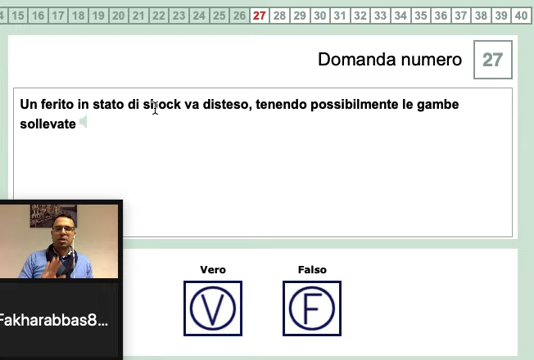 15 16 17 18 19 20 21 22 23 24 25 26 27 28 29 30 31 32 33 34 35 36 37 38 39 40
Domanda numero 27
Un ferito in stato di shock va disteso, tenendo possibilmente le gambe
sollevate
Vero Falso
V F
Fakharabbas8...